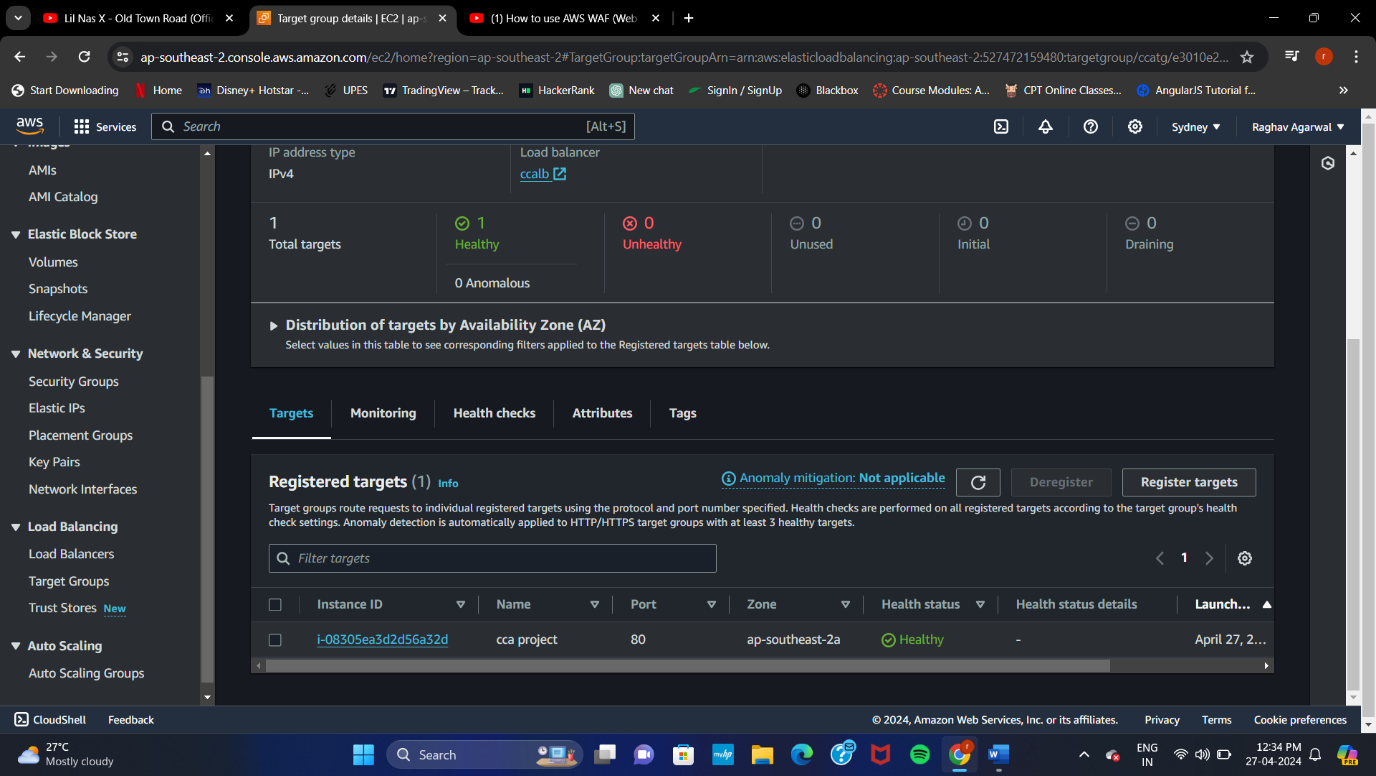 Lil Nas X - Old Town Road (Offic
Target group details | EC2 | ap-s
(1) How to use AWS WAF (Web
ap-southeast-2.console.aws.amazon.com/ec2/home?region=ap-southeast-2#TargetGroup:targetGroupArn=arn:aws:elasticloadbalancing:ap-southeast-2:527472159480:targetgroup/ccatg/e3010e2...
r
Start Downloading
Home
Disney+ Hotstar -...
UPES
TradingView – Track...
HackerRank
New chat
SignIn / SignUp
Blackbox
Course Modules: A...
CPT Online Classes...
AngularJS Tutorial f...
aws
Services
Search
[Alt+S]
Sydney
Raghav Agarwal
Images
AMIs
AMI Catalog
Elastic Block Store
Volumes
Snapshots
Lifecycle Manager
Network & Security
Security Groups
Elastic IPs
Placement Groups
Key Pairs
Network Interfaces
Load Balancing
Load Balancers
Target Groups
Trust Stores New
Auto Scaling
Auto Scaling Groups
IP address type
IPv4
Load balancer
ccalb
1
Total targets
1
Healthy
0 Anomalous
0
Unhealthy
0
Unused
0
Initial
0
Draining
Distribution of targets by Availability Zone (AZ)
Select values in this table to see corresponding filters applied to the Registered targets table below.
Targets
Monitoring
Health checks
Attributes
Tags
Registered targets (1) Info
Anomaly mitigation: Not applicable
Deregister
Register targets
Target groups route requests to individual registered targets using the protocol and port number specified. Health checks are performed on all registered targets according to the target group's health
check settings. Anomaly detection is automatically applied to HTTP/HTTPS target groups with at least 3 healthy targets.
Filter targets
1
Instance ID
Name
Port
Zone
Health status
Health status details
Launch...
i-08305ea3d2d56a32d
cca project
80
ap-southeast-2a
Healthy
-
April 27, 2...
CloudShell
Feedback
© 2024, Amazon Web Services, Inc. or its affiliates.
Privacy
Terms
Cookie preferences
27°C
Mostly cloudy
Search
ENG
IN
12:34 PM
27-04-2024